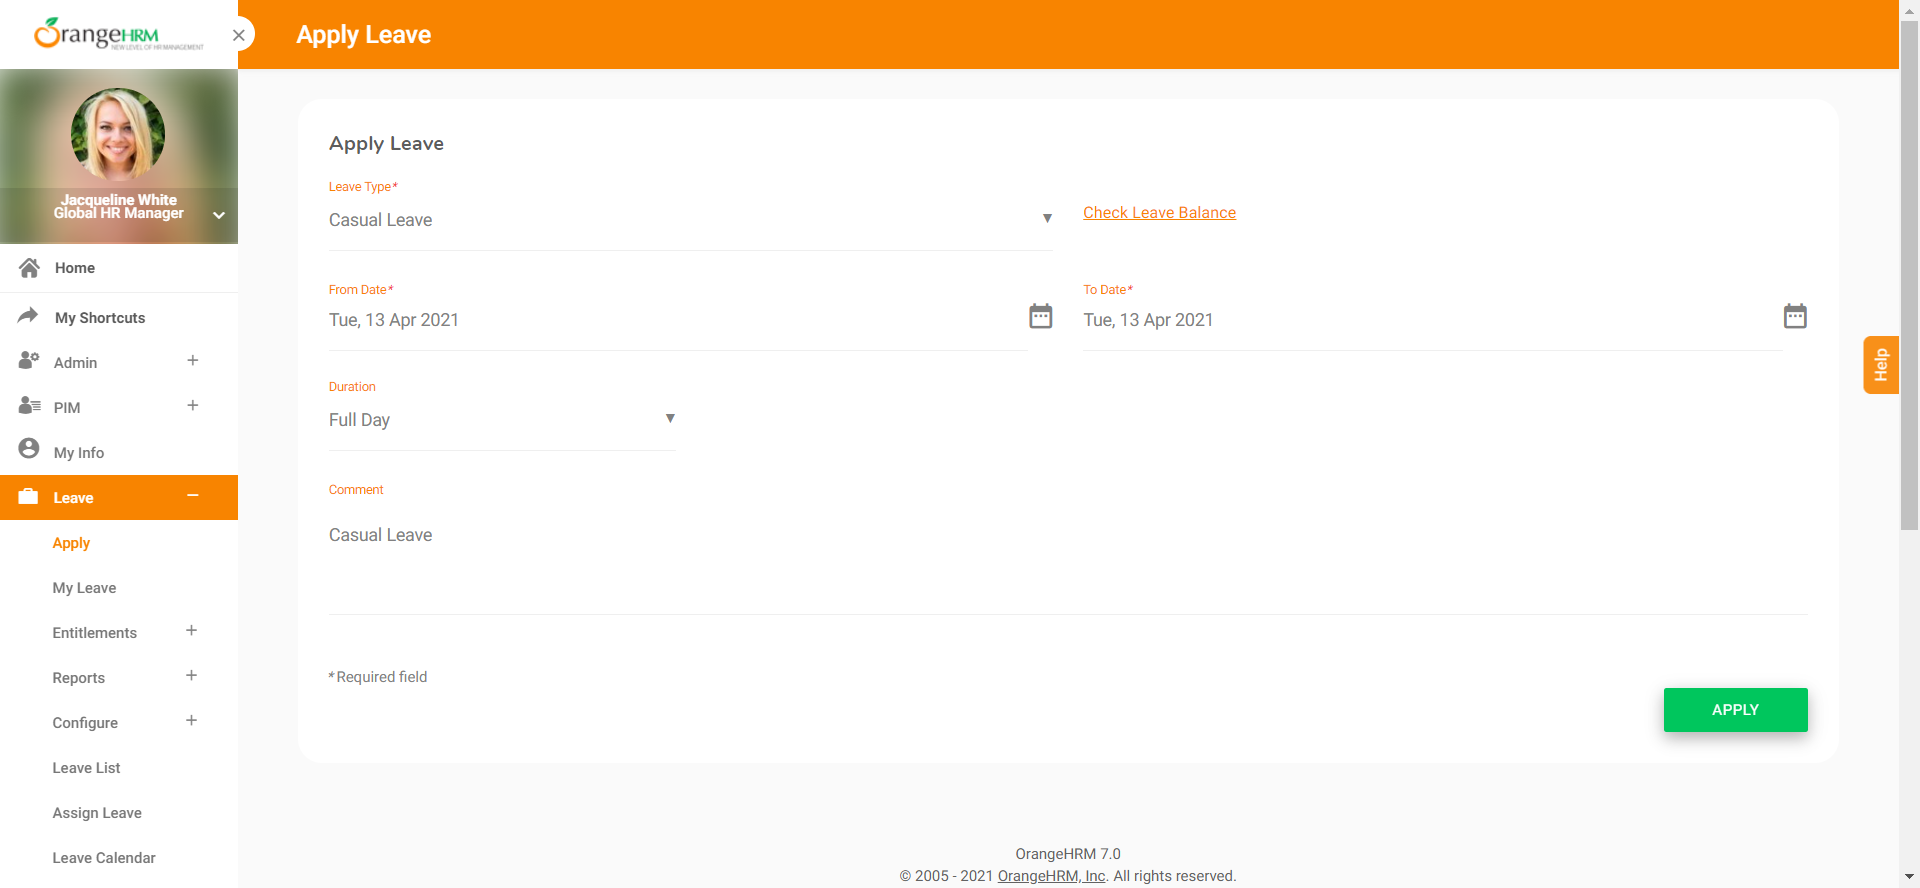 OrangeHRM
NEW LEVEL OF HR MANAGEMENT
Apply Leave
Jacqueline White
Global HR Manager
Home
My Shortcuts
Admin
PIM
My Info
Leave
Apply
My Leave
Entitlements
Reports
Configure
Leave List
Assign Leave
Leave Calendar
Apply Leave
Leave Type*
Casual Leave
Check Leave Balance
From Date*
Tue, 13 Apr 2021
To Date*
Tue, 13 Apr 2021
Duration
Full Day
Comment
Casual Leave
* Required field
APPLY
Help
OrangeHRM 7.0
© 2005 - 2021 OrangeHRM, Inc. All rights reserved.